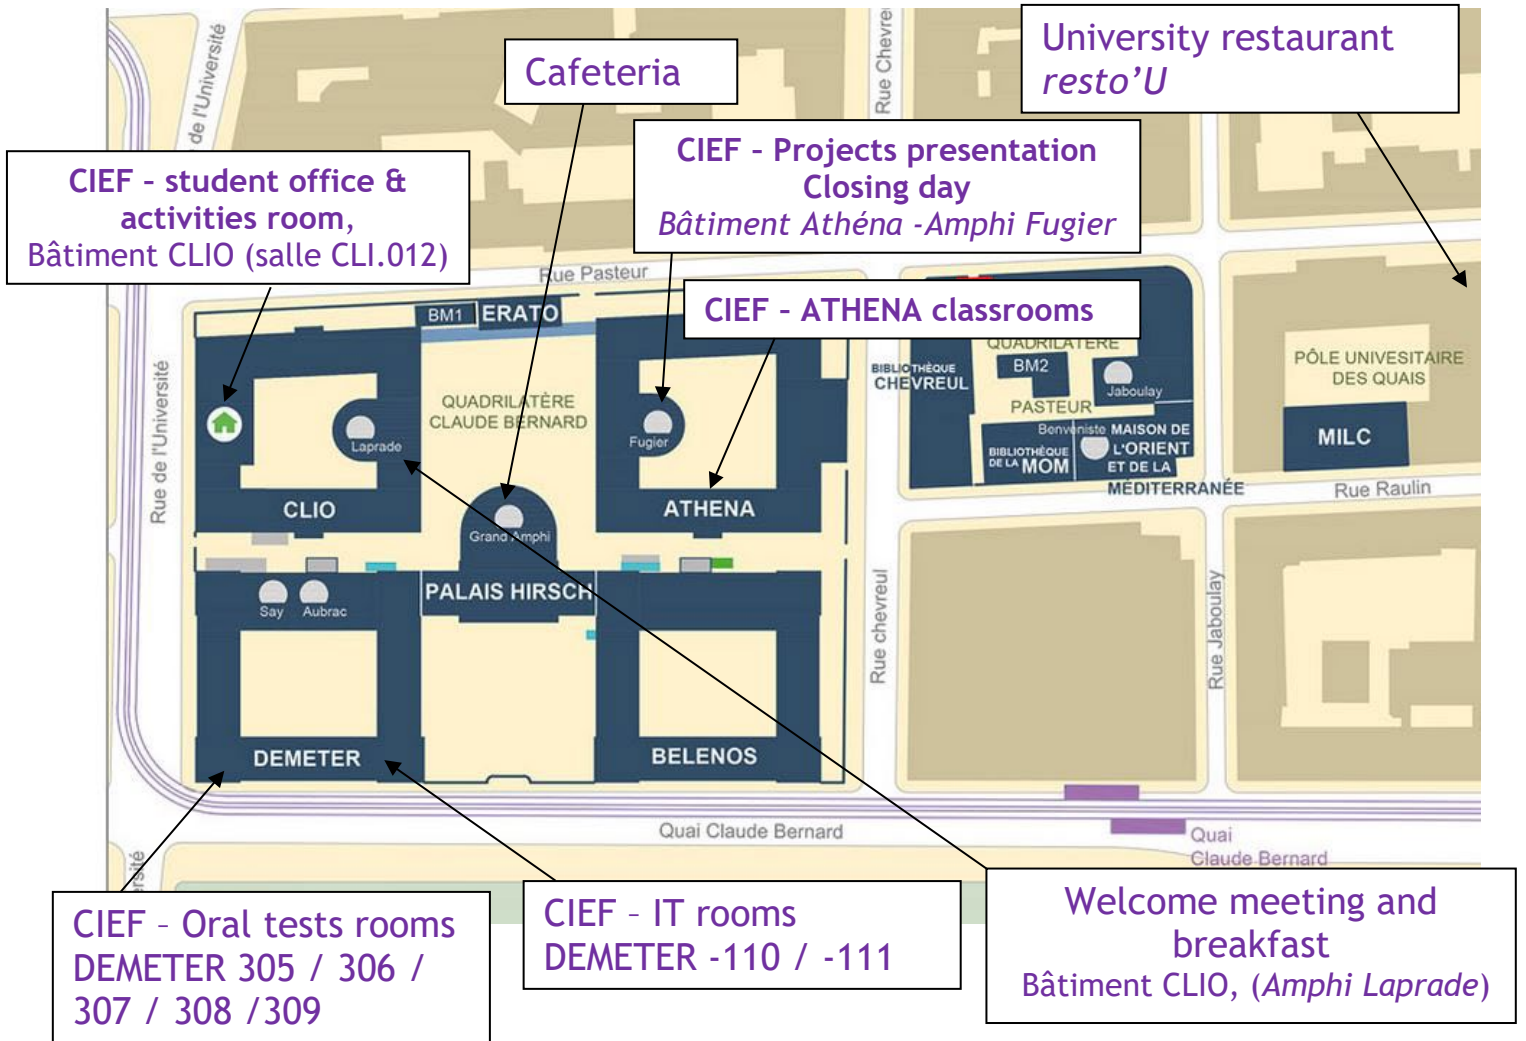 de l'Université
Cafeteria
Rue Chevreul
University restaurant
resto'U
CIEF - student office &
activities room,
Bâtiment CLIO (salle CLI.012)
CIEF - Projects presentation
Closing day
Bâtiment Athéna -Amphi Fugier
Rue Pasteur
BM1
ERATO
CIEF - ATHENA classrooms
Rue de l'Université
QUADRILATÈRE
CLAUDE BERNARD
Laprade
Fugier
CLIO
Grand Amphi
ATHENA
BIBLIOTHÈQUE
CHEVREUL
QUADRILATÈRE
BM2
PASTEUR
Jaboulay
Benveniste
BIBLIOTHÈQUE
DE LA MOM
MAISON DE
L'ORIENT
ET DE LA
MÉDITERRANÉE
PÔLE UNIVESITAIRE
DES QUAIS
MILC
Rue Raulin
Say
Aubrac
PALAIS HIRSCH
Rue chevreul
Rue Jaboulay
DEMETER
BELENOS
Quai Claude Bernard
Quai
Claude Bernard
CIEF - Oral tests rooms
DEMETER 305 / 306 /
307 / 308 /309
CIEF - IT rooms
DEMETER -110 / -111
Welcome meeting and
breakfast
Bâtiment CLIO, (Amphi Laprade)